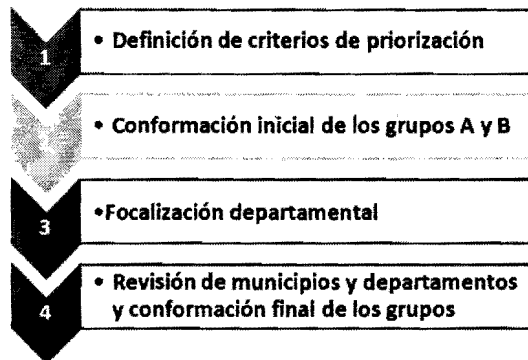 1
• Definición de criterios de priorización
• Conformación inicial de los grupos A y B
3
•Focalización departamental
4
• Revisión de municipios y departamentos
y conformación final de los grupos